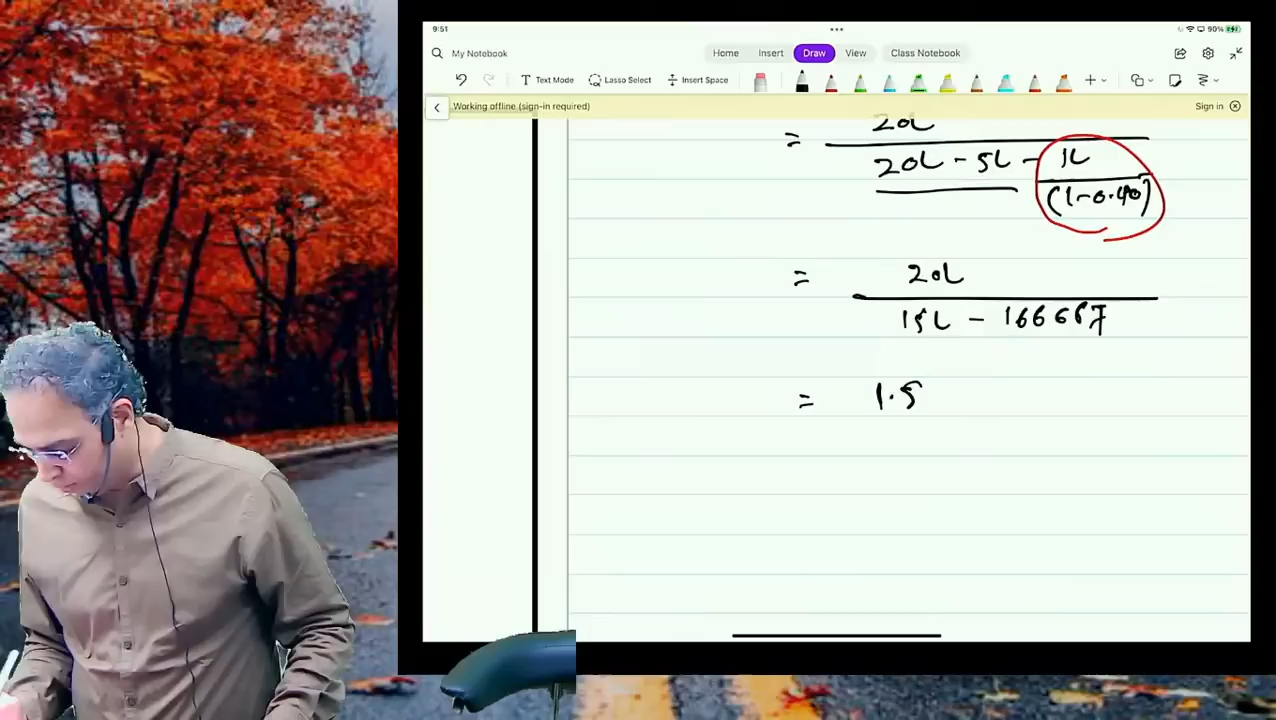 9:51
90%
My Notebook
Home Insert Draw View Class Notebook
Text Mode Lasso Select Insert Space
Working offline (sign-in required) Sign in
= 20L
20L - 5L - 1L
(1-0.40)
= 20L
15L - 166667
= 1.5